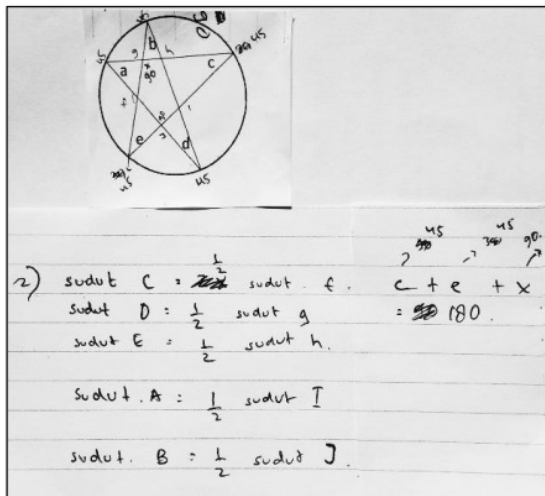 45
b
g
h
45
45
a
x
90
c
f
i
e
j
d
45
45
45 45 90
2) sudut C = 1/2 sudut . f. c + e + x
sudut D = 1/2 sudut g = 180.
sudut E = 1/2 sudut h.
sudut . A = 1/2 sudut I
sudut . B = 1/2 sudut J.